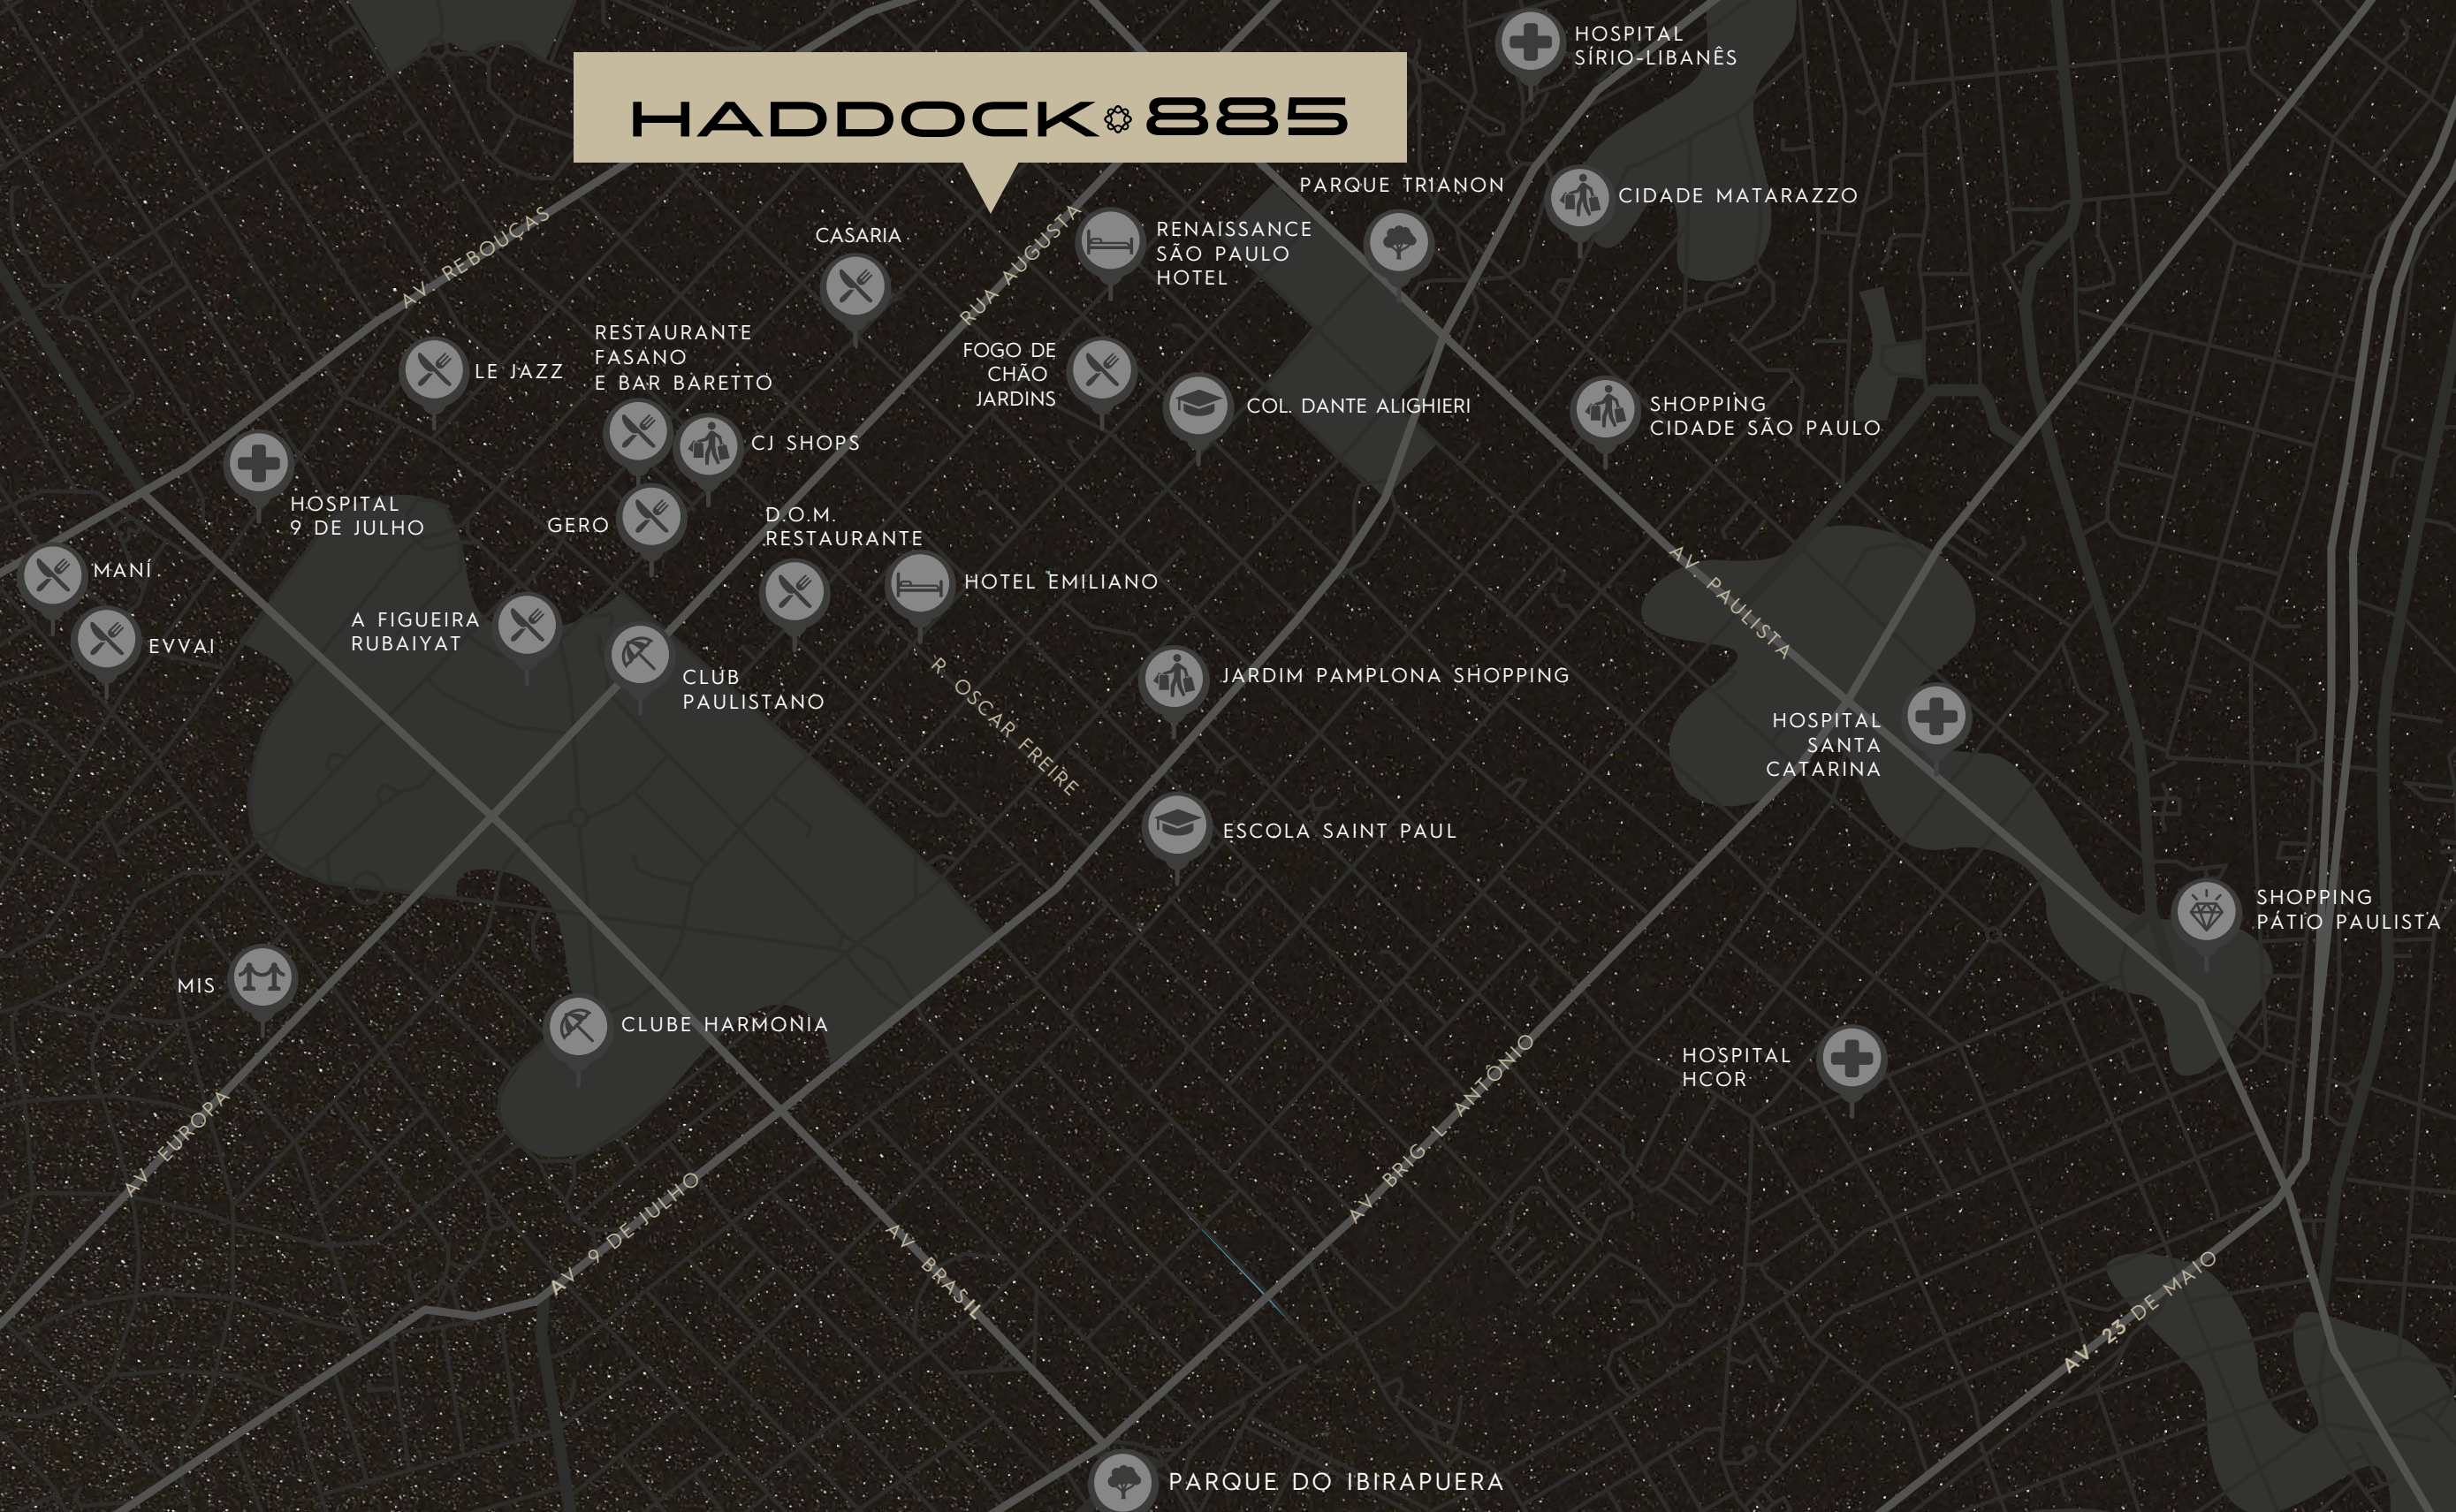 HOSPITAL
SÍRIO-LIBANÊS
HADDOCK 885
PARQUE TRIANON
CIDADE MATARAZZO
AV REBOUÇAS
RUA AUGUSTA
CASARIA
RENAISSANCE
SÃO PAULO
HOTEL
RESTAURANTE
FASANO
E BAR BARETTO
LE JAZZ
FOGO DE
CHÃO
JARDINS
COL. DANTE ALIGHIERI
SHOPPING
CIDADE SÃO PAULO
CJ SHOPS
HOSPITAL
9 DE JULHO
GERO
D.O.M.
RESTAURANTE
MANÍ
HOTEL EMILIANO
AV. PAULISTA
A FIGUEIRA
RUBAIYAT
EVVAI
CLUB
PAULISTANO
R. OSCAR FREIRE
JARDIM PAMPLONA SHOPPING
HOSPITAL
SANTA
CATARINA
ESCOLA SAINT PAUL
SHOPPING
PÁTIO PAULISTA
MIS
CLUBE HARMONIA
HOSPITAL
HCOR
AV. EUROPA
AV 9 DE JULHO
AV. BRASIL
AV. BRIG. L. ANTÔNIO
AV 23 DE MAIO
PARQUE DO IBIRAPUERA